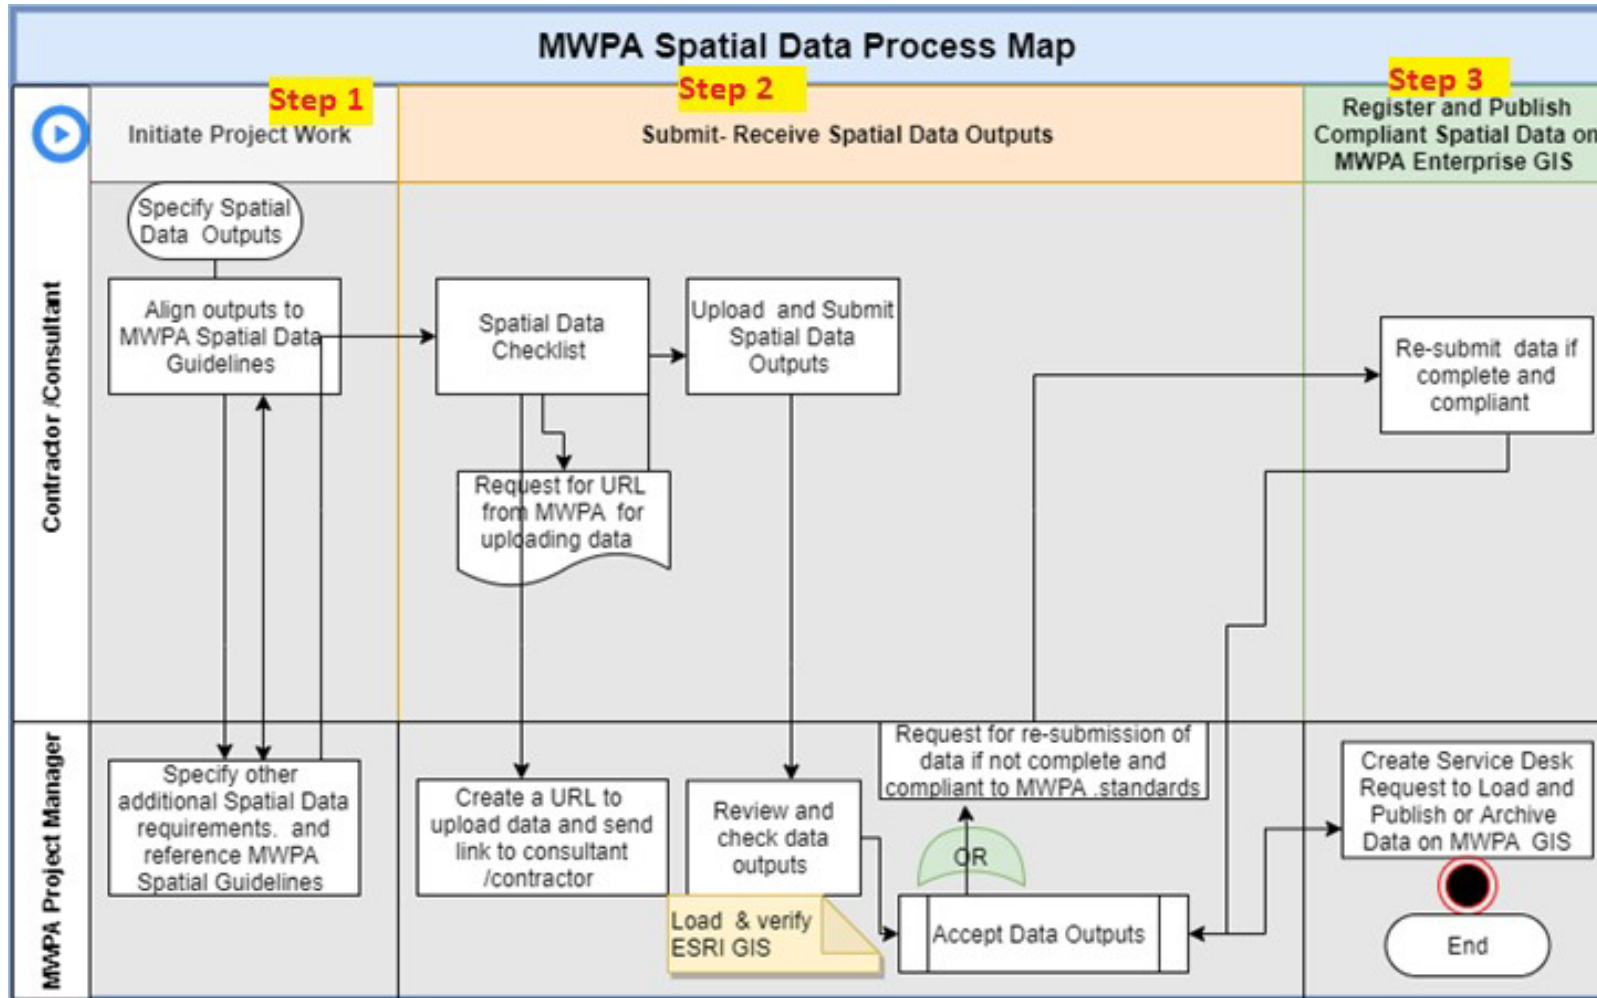 MWPA Spatial Data Process Map
Step 1
Step 2
Step 3
Initiate Project Work
Submit- Receive Spatial Data Outputs
Register and Publish
Compliant Spatial Data on
MWPA Enterprise GIS
Contractor /Consultant
Specify Spatial
Data Outputs
Align outputs to
MWPA Spatial Data
Guidelines
Spatial Data
Checklist
Upload and Submit
Spatial Data
Outputs
Re-submit data if
complete and
compliant
Request for URL
from MWPA for
uploading data
MWPA Project Manager
Specify other
additional Spatial Data
requirements. and
reference MWPA
Spatial Guidelines
Create a URL to
upload data and send
link to consultant
/contractor
Review and
check data
outputs
Load & verify
ESRI GIS
Request for re-submission of
data if not complete and
compliant to MWPA .standards
OR
Accept Data Outputs
Create Service Desk
Request to Load and
Publish or Archive
Data on MWPA GIS
End